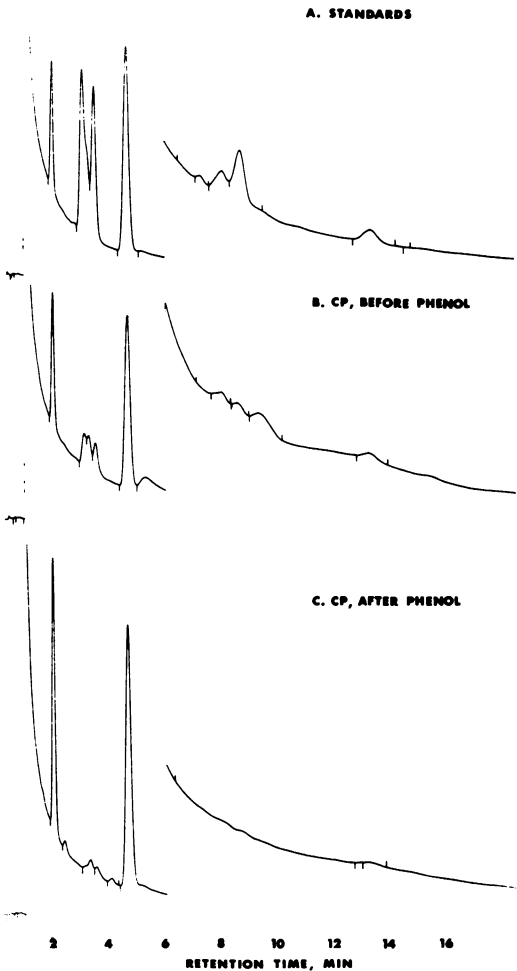 A. STANDARDS
B. CP, BEFORE PHENOL
C. CP, AFTER PHENOL
2 4 6 8 10 12 14 16
RETENTION TIME, MIN